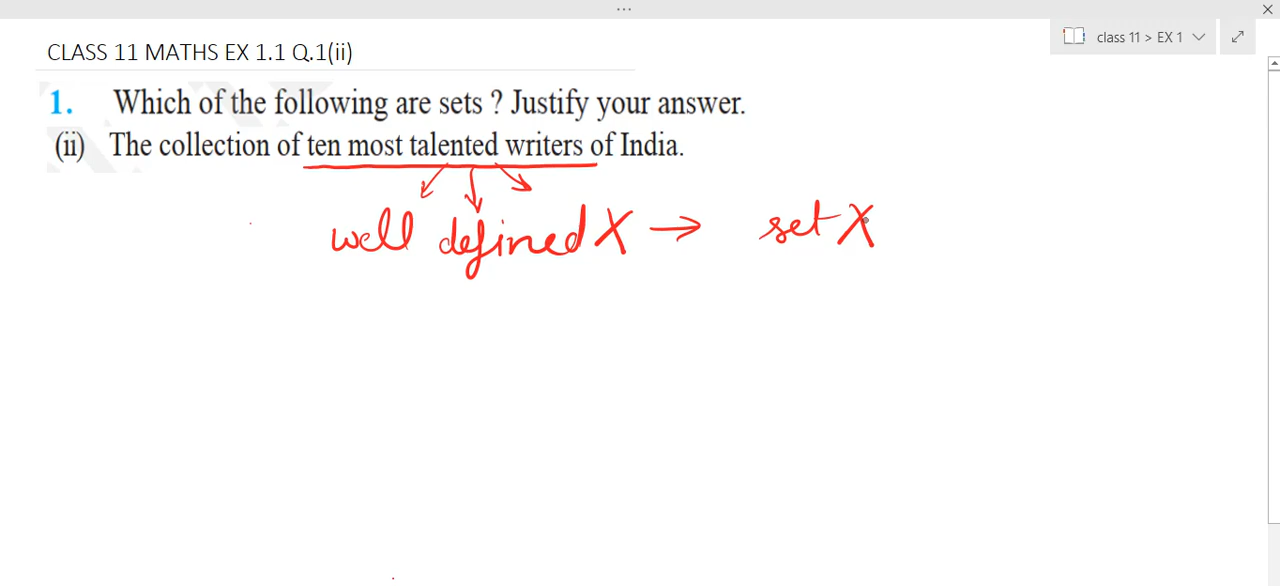 ...
class 11 > EX 1
CLASS 11 MATHS EX 1.1 Q.1(ii)
1. Which of the following are sets ? Justify your answer.
(ii) The collection of ten most talented writers of India.
well defined X → set X